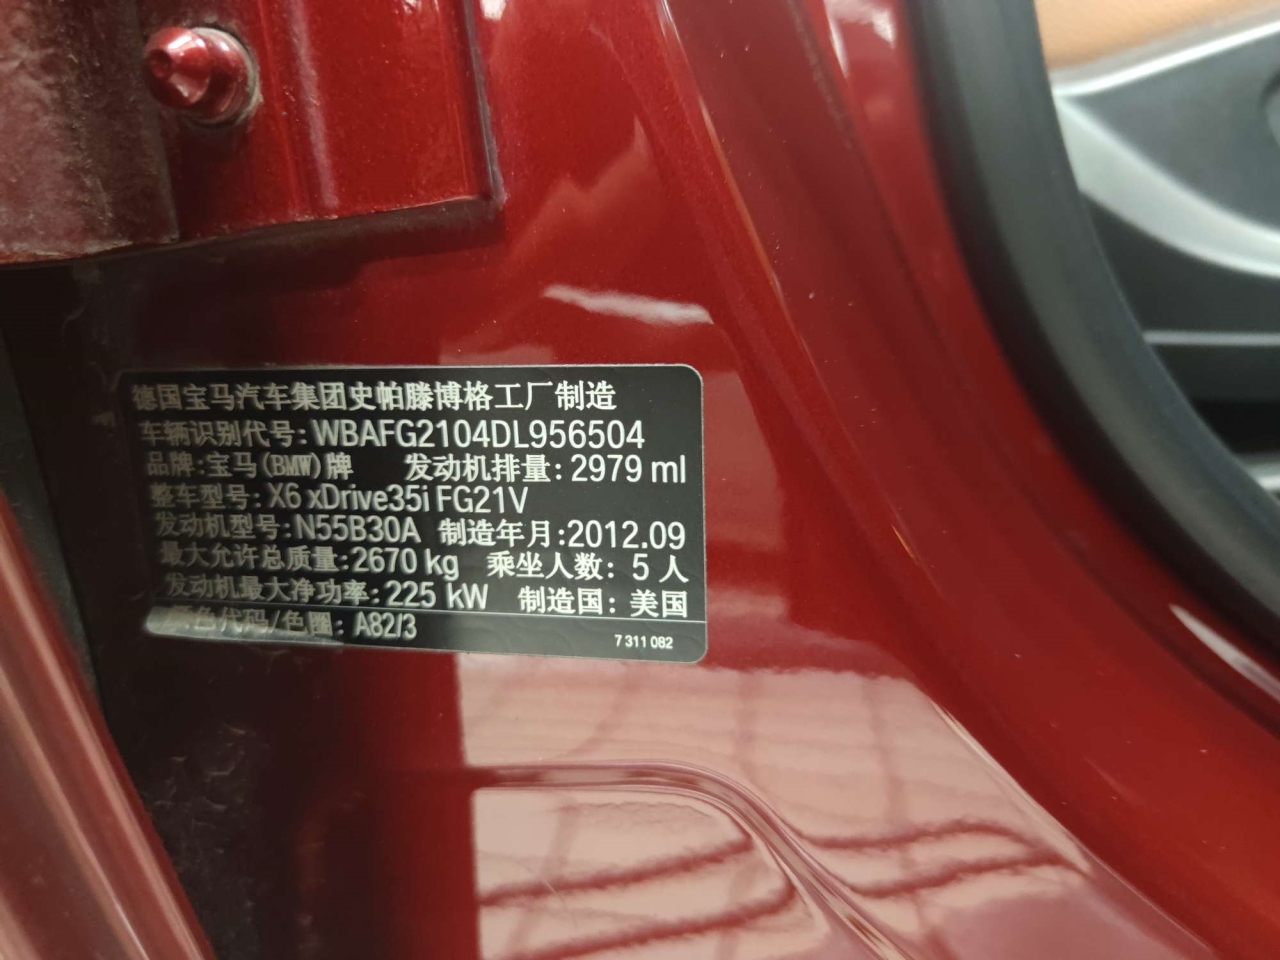 德国宝马汽车集团史帕滕博格工厂制造
车辆识别代号:WBAFG2104DL956504
品牌:宝马(BMW)牌 发动机排量:2979 ml
整车型号:X6 xDrive35i FG21V
发动机型号:N55B30A 制造年月:2012.09
最大允许总质量:2670 kg 乘坐人数:5 人
发动机最大净功率:225 kW 制造国:美国
颜色代码/色圈:A82/3 7 311 082